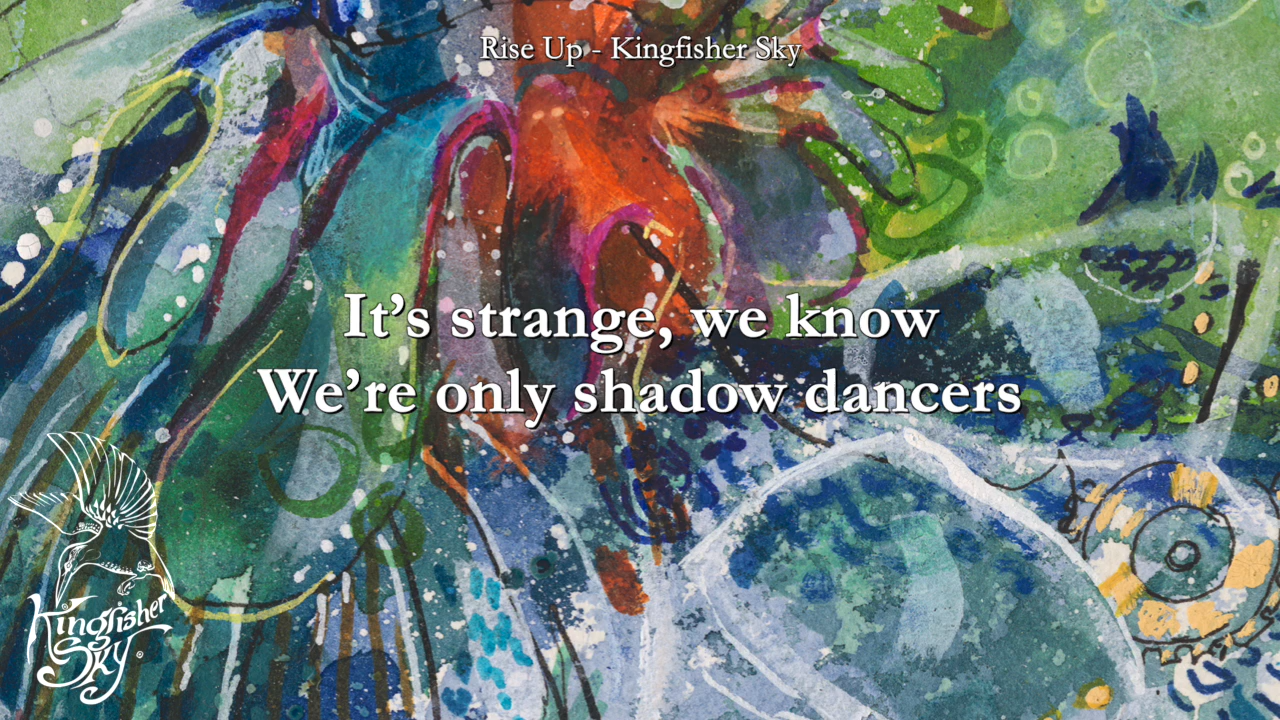 Rise Up - Kingfisher Sky
It’s strange, we know
We’re only shadow dancers
Kingfisher
Sky